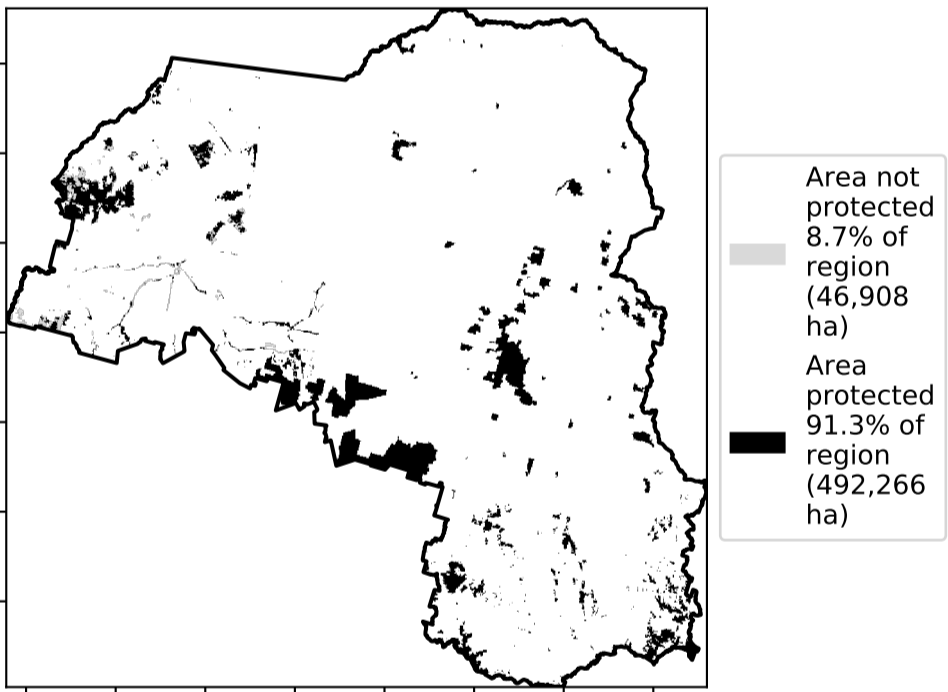 Area not
protected
8.7% of
region
(46,908
ha)
Area
protected
91.3% of
region
(492,266
ha)